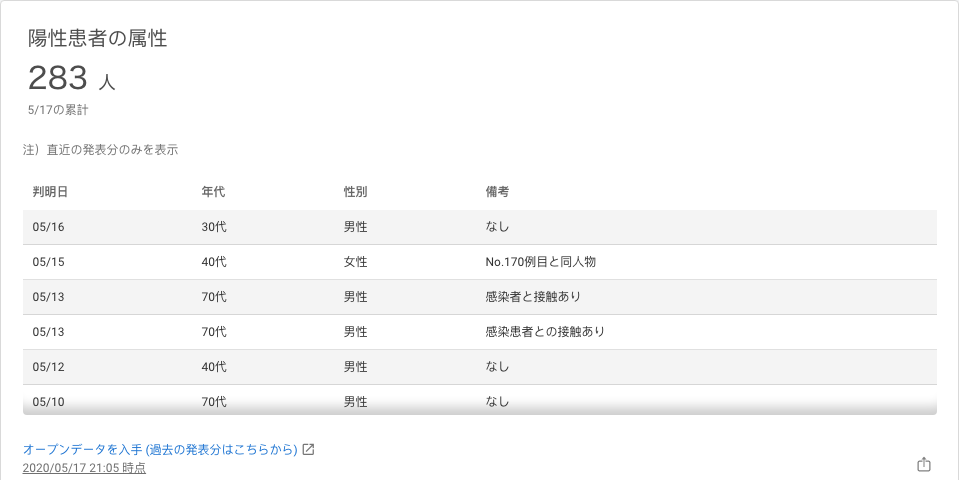 陽性患者の属性
283 人
5/17の累計
注）直近の発表分のみを表示
判明日 年代 性別 備考
05/16 30代 男性 なし
05/15 40代 女性 No.170例目と同人物
05/13 70代 男性 感染者と接触あり
05/13 70代 男性 感染患者との接触あり
05/12 40代 男性 なし
05/10 70代 男性 なし
オープンデータを入手 (過去の発表分はこちらから)
2020/05/17 21:05 時点